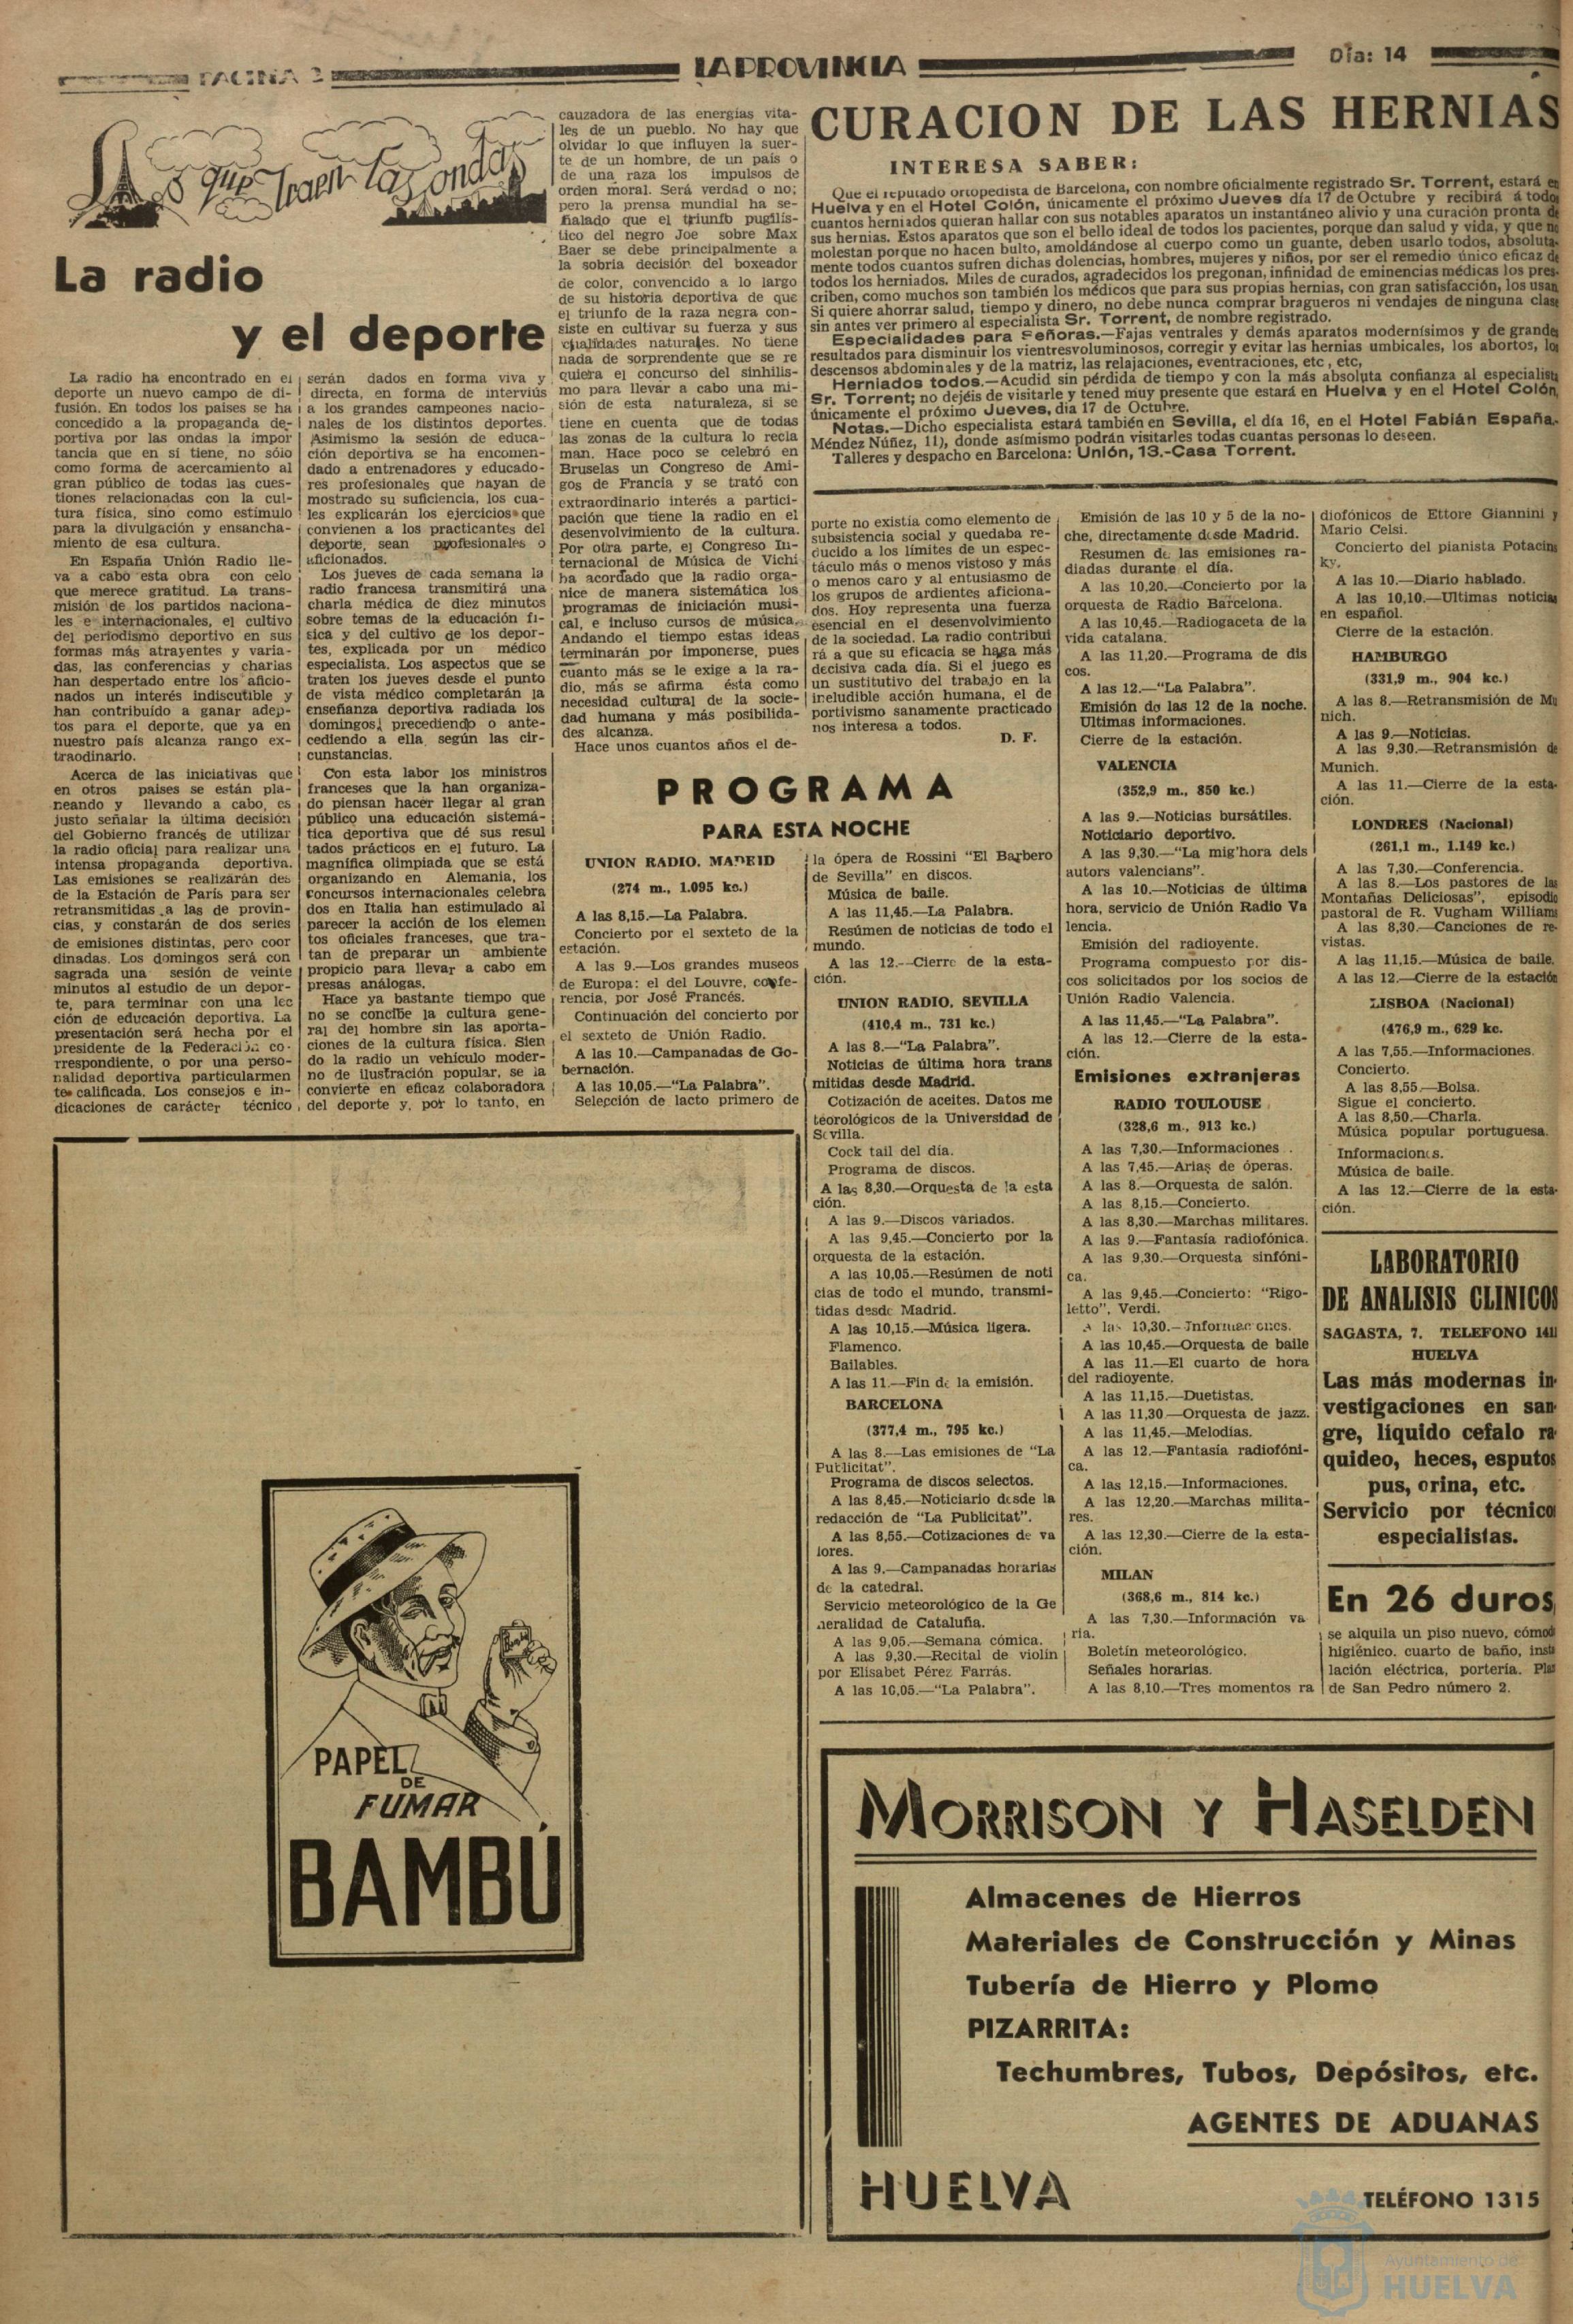 PAGINA 2
LA PROVINCIA
Día: 14
Los que traen las ondas
La radio
y el deporte
La radio ha encontrado en el
deporte un nuevo campo de di-
fusión. En todos los paises se ha
concedido a la propaganda de-
portiva por las ondas la impor
tancia que en sí tiene, no sólo
como forma de acercamiento al
gran público de todas las cues-
tiones relacionadas con la cul-
tura física, sino como estímulo
para la divulgación y ensancha-
miento de esa cultura.
En España Unión Radio lle-
va a cabo esta obra con celo
que merece gratitud. La trans-
misión de los partidos naciona-
les e internacionales, el cultivo
del periodismo deportivo en sus
formas más atrayentes y varia-
das, las conferencias y charlas
han despertado entre los aficio-
nados un interés indiscutible y
han contribuído a ganar adep-
tos para el deporte, que ya en
nuestro país alcanza rango ex-
traodinario.
Acerca de las iniciativas que
en otros paises se están pla-
neando y llevando a cabo, es
justo señalar la última decisión
del Gobierno francés de utilizar
la radio oficial para realizar una
intensa propaganda deportiva.
Las emisiones se realizarán des
de la Estación de París para ser
retransmitidas a las de provin-
cias, y constarán de dos series
de emisiones distintas, pero coor
dinadas. Los domingos será con
sagrada una sesión de veinte
minutos al estudio de un depor-
te, para terminar con una lec
ción de educación deportiva. La
presentación será hecha por el
presidente de la Federación co-
rrespondiente, o por una perso-
nalidad deportiva particularmen
te calificada. Los consejos e in-
dicaciones de carácter técnico
serán dados en forma viva y
directa, en forma de interviús
a los grandes campeones nacio-
nales de los distintos deportes.
Asimismo la sesión de educa-
ción deportiva se ha encomen-
dado a entrenadores y educado-
res profesionales que hayan de
mostrado su suficiencia, los cua-
les explicarán los ejercicios que
convienen a los practicantes del
deporte, sean profesionales o
aficionados.
Los jueves de cada semana la
radio francesa transmitirá una
charla médica de diez minutos
sobre temas de la educación fí-
sica y del cultivo de los depor-
tes, explicada por un médico
especialista. Los aspectos que se
traten los jueves desde el punto
de vista médico completarán la
enseñanza deportiva radiada los
domingos, precediendo o ante-
cediendo a ella según las cir-
cunstancias.
Con esta labor los ministros
franceses que la han organiza-
do piensan hacer llegar al gran
público una educación sistemá-
tica deportiva que dé sus resul
tados prácticos en el futuro. La
magnífica olimpiada que se está
organizando en Alemania, los
concursos internacionales celebra
dos en Italia han estimulado al
parecer la acción de los elemen
tos oficiales franceses, que tra-
tan de preparar un ambiente
propicio para llevar a cabo em
presas análogas.
Hace ya bastante tiempo que
no se concibe la cultura gene-
ral del hombre sin las aporta-
ciones de la cultura física. Sien
do la radio un vehículo moder-
no de ilustración popular, se la
convierte en eficaz colaboradora
del deporte y, por lo tanto, en
cauzadora de las energías vita-
les de un pueblo. No hay que
olvidar lo que influyen la suer-
te de un hombre, de un país o
de una raza los impulsos de
orden moral. Será verdad o no;
pero la prensa mundial ha se-
ñalado que el triunfo pugilís-
tico del negro Joe sobre Max
Baer se debe principalmente a
la sobria decisión del boxeador
de color, convencido a lo largo
de su historia deportiva de que
el triunfo de la raza negra con-
siste en cultivar su fuerza y sus
cualidades naturales. No tiene
nada de sorprendente que se re
quiera el concurso del sinhilis-
mo para llevar a cabo una mi-
sión de esta naturaleza, si se
tiene en cuenta que de todas
las zonas de la cultura lo recla
man. Hace poco se celebró en
Bruselas un Congreso de Ami-
gos de Francia y se trató con
extraordinario interés a partici-
pación que tiene la radio en el
desenvolvimiento de la cultura.
Por otra parte, el Congreso In-
ternacional de Música de Vichi
ha acordado que la radio orga-
nice de manera sistemática los
programas de iniciación musi-
cal, e incluso cursos de música.
Andando el tiempo estas ideas
terminarán por imponerse, pues
cuanto más se le exige a la ra-
dio, más se afirma ésta como
necesidad cultural de la socie-
dad humana y más posibilida-
des alcanza.
Hace unos cuantos años el de-
porte no existía como elemento de
subsistencia social y quedaba re-
ducido a los límites de un espec-
táculo más o menos vistoso y más
o menos caro y al entusiasmo de
los grupos de ardientes aficiona-
dos. Hoy representa una fuerza
esencial en el desenvolvimiento
de la sociedad. La radio contribui
rá a que su eficacia se haga más
decisiva cada día. Si el juego es
un sustitutivo del trabajo en la
ineludible acción humana, el de
portivismo sanamente practicado
nos interesa a todos.
D. F.
CURACION DE LAS HERNIAS
INTERESA SABER:
Que el reputado ortopedista de Barcelona, con nombre oficialmente registrado Sr. Torrent, estará en
Huelva y en el Hotel Colón, únicamente el próximo Jueves día 17 de Octubre y recibirá á todos
cuantos herniados quieran hallar con sus notables aparatos un instantáneo alivio y una curación pronta de
sus hernias. Estos aparatos que son el bello ideal de todos los pacientes, porque dan salud y vida, y que no
molestan porque no hacen bulto, amoldándose al cuerpo como un guante, deben usarlo todos, absoluta-
mente todos cuantos sufren dichas dolencias, hombres, mujeres y niños, por ser el remedio único eficaz de
todos los herniados. Miles de curados, agradecidos los pregonan, infinidad de eminencias médicas los pres-
criben, como muchos son también los médicos que para sus propias hernias, con gran satisfacción, los usan
Si quiere ahorrar salud, tiempo y dinero, no debe nunca comprar bragueros ni vendajes de ninguna clase
sin antes ver primero al especialista Sr. Torrent, de nombre registrado.
Especialidades para Señoras.—Fajas ventrales y demás aparatos modernísimos y de grandes
resultados para disminuir los vientresvoluminosos, corregir y evitar las hernias umbicales, los abortos, los
descensos abdominales y de la matriz, las relajaciones, eventraciones, etc , etc,
Herniados todos.—Acudid sin pérdida de tiempo y con la más absoluta confianza al especialista
Sr. Torrent; no dejéis de visitarle y tened muy presente que estará en Huelva y en el Hotel Colón,
únicamente el próximo Jueves, dia 17 de Octubre.
Notas.—Dicho especialista estará también en Sevilla, el día 16, en el Hotel Fabián España.
Méndez Núñez, 11), donde asímismo podrán visitarles todas cuantas personas lo deseen.
Talleres y despacho en Barcelona: Unión, 13.-Casa Torrent.
PROGRAMA
PARA ESTA NOCHE
UNION RADIO. MADRID
(274 m., 1.095 kc.)
A las 8,15.—La Palabra.
Concierto por el sexteto de la
estación.
A las 9.—Los grandes museos
de Europa: el del Louvre, confe-
rencia, por José Francés.
Continuación del concierto por
el sexteto de Unión Radio.
A las 10.—Campanadas de Go-
bernación.
A las 10,05.—"La Palabra".
Selección de lacto primero de
la ópera de Rossini "El Barbero
de Sevilla" en discos.
Música de baile.
A las 11,45.—La Palabra.
Resúmen de noticias de todo el
mundo.
A las 12.—Cierre de la esta-
ción.
UNION RADIO. SEVILLA
(410,4 m., 731 kc.)
A las 8.—"La Palabra".
Noticias de última hora trans
mitidas desde Madrid.
Cotización de aceites. Datos me
teorológicos de la Universidad de
Sevilla.
Cock tail del día.
Programa de discos.
A las 8,30.—Orquesta de la esta
ción.
A las 9.—Discos variados.
A las 9,45.—Concierto por la
orquesta de la estación.
A las 10,05.—Resúmen de noti
cias de todo el mundo, transmi-
tidas desde Madrid.
A las 10,15.—Música ligera.
Flamenco.
Bailables.
A las 11.—Fin de la emisión.
BARCELONA
(377,4 m., 795 kc.)
A las 8.—Las emisiones de "La
Publicitat".
Programa de discos selectos.
A las 8,45.—Noticiario desde la
redacción de "La Publicitat".
A las 8,55.—Cotizaciones de va
lores.
A las 9.—Campanadas horarias
de la catedral.
Servicio meteorológico de la Ge
neralidad de Cataluña.
A las 9,05.—Semana cómica.
A las 9,30.—Recital de violin
por Elisabet Pérez Farrás.
A las 10,05.—"La Palabra".
Emisión de las 10 y 5 de la no-
che, directamente desde Madrid.
Resumen de las emisiones ra-
diadas durante el día.
A las 10,20.—Concierto por la
orquesta de Radio Barcelona.
A las 10,45.—Radiogaceta de la
vida catalana.
A las 11,20.—Programa de dis
cos.
A las 12.—"La Palabra".
Emisión do las 12 de la noche.
Ultimas informaciones.
Cierre de la estación.
VALENCIA
(352,9 m., 850 kc.)
A las 9.—Noticias bursátiles.
Noticiario deportivo.
A las 9,30.—"La mig'hora dels
autors valencians".
A las 10.—Noticias de última
hora, servicio de Unión Radio Va
lencia.
Emisión del radioyente.
Programa compuesto por dis-
cos solicitados por los socios de
Unión Radio Valencia.
A las 11,45.—"La Palabra".
A las 12.—Cierre de la esta-
ción.
Emisiones extranjeras
RADIO TOULOUSE
(328,6 m., 913 kc.)
A las 7,30.—Informaciones .
A las 7,45.—Arias de óperas.
A las 8.—Orquesta de salón.
A las 8,15.—Concierto.
A las 8,30.—Marchas militares.
A las 9.—Fantasía radiofónica.
A las 9,30.—Orquesta sinfóni-
ca.
A las 9,45.—Concierto: "Rigo-
letto", Verdi.
A las 10,30.—Informaciones.
A las 10,45.—Orquesta de baile
A las 11.—El cuarto de hora
del radioyente.
A las 11,15.—Duetistas.
A las 11,30—Orquesta de jazz.
A las 11,45.—Melodías.
A las 12.—Fantasía radiofóni-
ca.
A las 12,15.—Informaciones.
A las 12,20.—Marchas milita-
res.
A las 12,30.—Cierre de la esta-
ción.
MILAN
(368,6 m., 814 kc.)
A las 7,30.—Información va
ria.
Boletín meteorológico.
Señales horarias.
A las 8,10.—Tres momentos ra
diofónicos de Ettore Giannini y
Mario Celsi.
Concierto del pianista Potacins
ky.
A las 10.—Diario hablado.
A las 10,10.—Ultimas noticias
en español.
Cierre de la estación.
HAMBURGO
(331,9 m., 904 kc.)
A las 8.—Retransmisión de Mu
nich.
A las 9.—Noticias.
A las 9,30.—Retransmisión de
Munich.
A las 11.—Cierre de la esta-
ción.
LONDRES (Nacional)
(261,1 m., 1.149 kc.)
A las 7,30.—Conferencia.
A las 8.—Los pastores de las
Montañas Deliciosas", episodio
pastoral de R. Vugham Williams
A las 8,30.—Canciones de re-
vistas.
A las 11,15.—Música de baile.
A las 12.—Cierre de la estación
LISBOA (Nacional)
(476,9 m., 629 kc.
A las 7,55.—Informaciones.
Concierto.
A las 8,55.—Bolsa.
Sigue el concierto.
A las 8,50.—Charla.
Música popular portuguesa.
Informaciones.
Música de baile.
A las 12.—Cierre de la esta-
ción.
LABORATORIO
DE ANALISIS CLINICOS
SAGASTA, 7. TELEFONO 1411
HUELVA
Las más modernas in-
vestigaciones en san-
gre, líquido cefalo ra-
quideo, heces, esputos
pus, orina, etc.
Servicio por técnicos
especialistas.
En 26 duros
se alquila un piso nuevo, cómodo
higiénico. cuarto de baño, insta
lación eléctrica, portería. Plaz
de San Pedro número 2.
Bambú
PAPEL
DE
FUMAR
BAMBÚ
MORRISON Y HASELDEN
Almacenes de Hierros
Materiales de Construcción y Minas
Tubería de Hierro y Plomo
PIZARRITA:
Techumbres, Tubos, Depósitos, etc.
AGENTES DE ADUANAS
HUELVA
TELÉFONO 1315
Ayuntamiento de
HUELVA